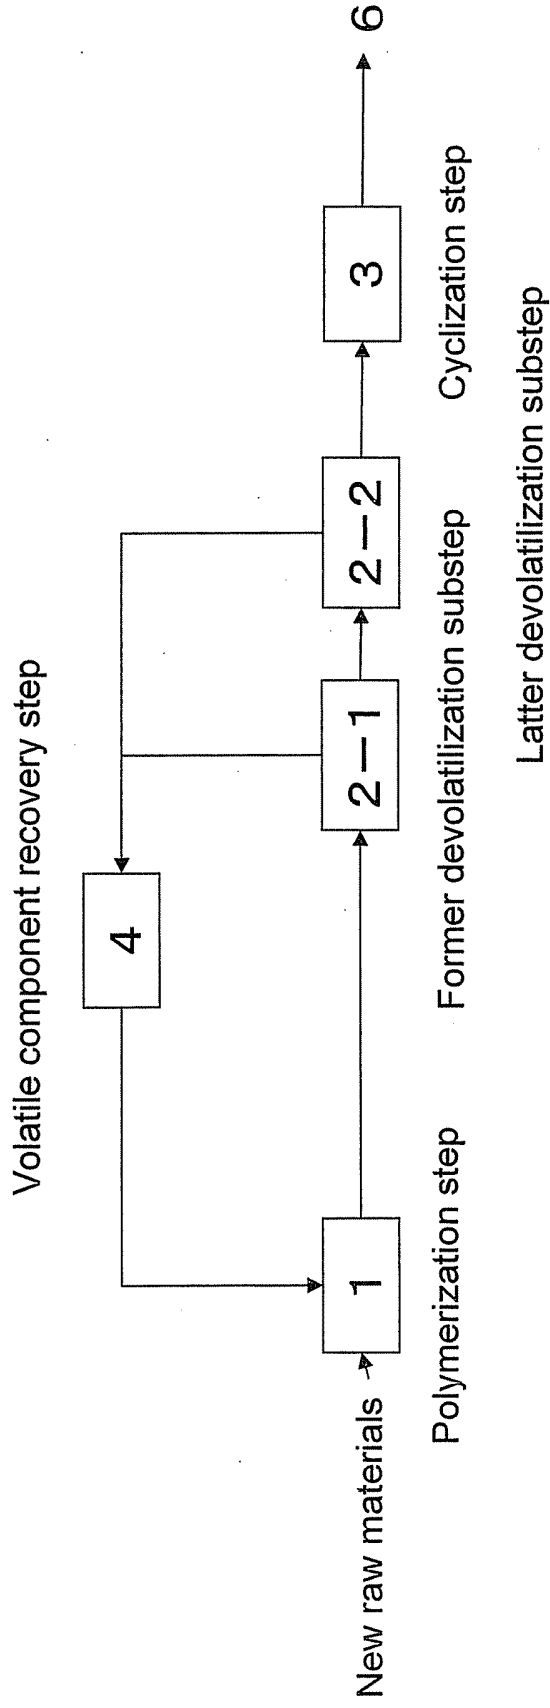 Volatile component recovery step
4
New raw materials
1
2-1
2-2
3
6
Polymerization step
Former devolatilization substep
Cyclization step
Latter devolatilization substep